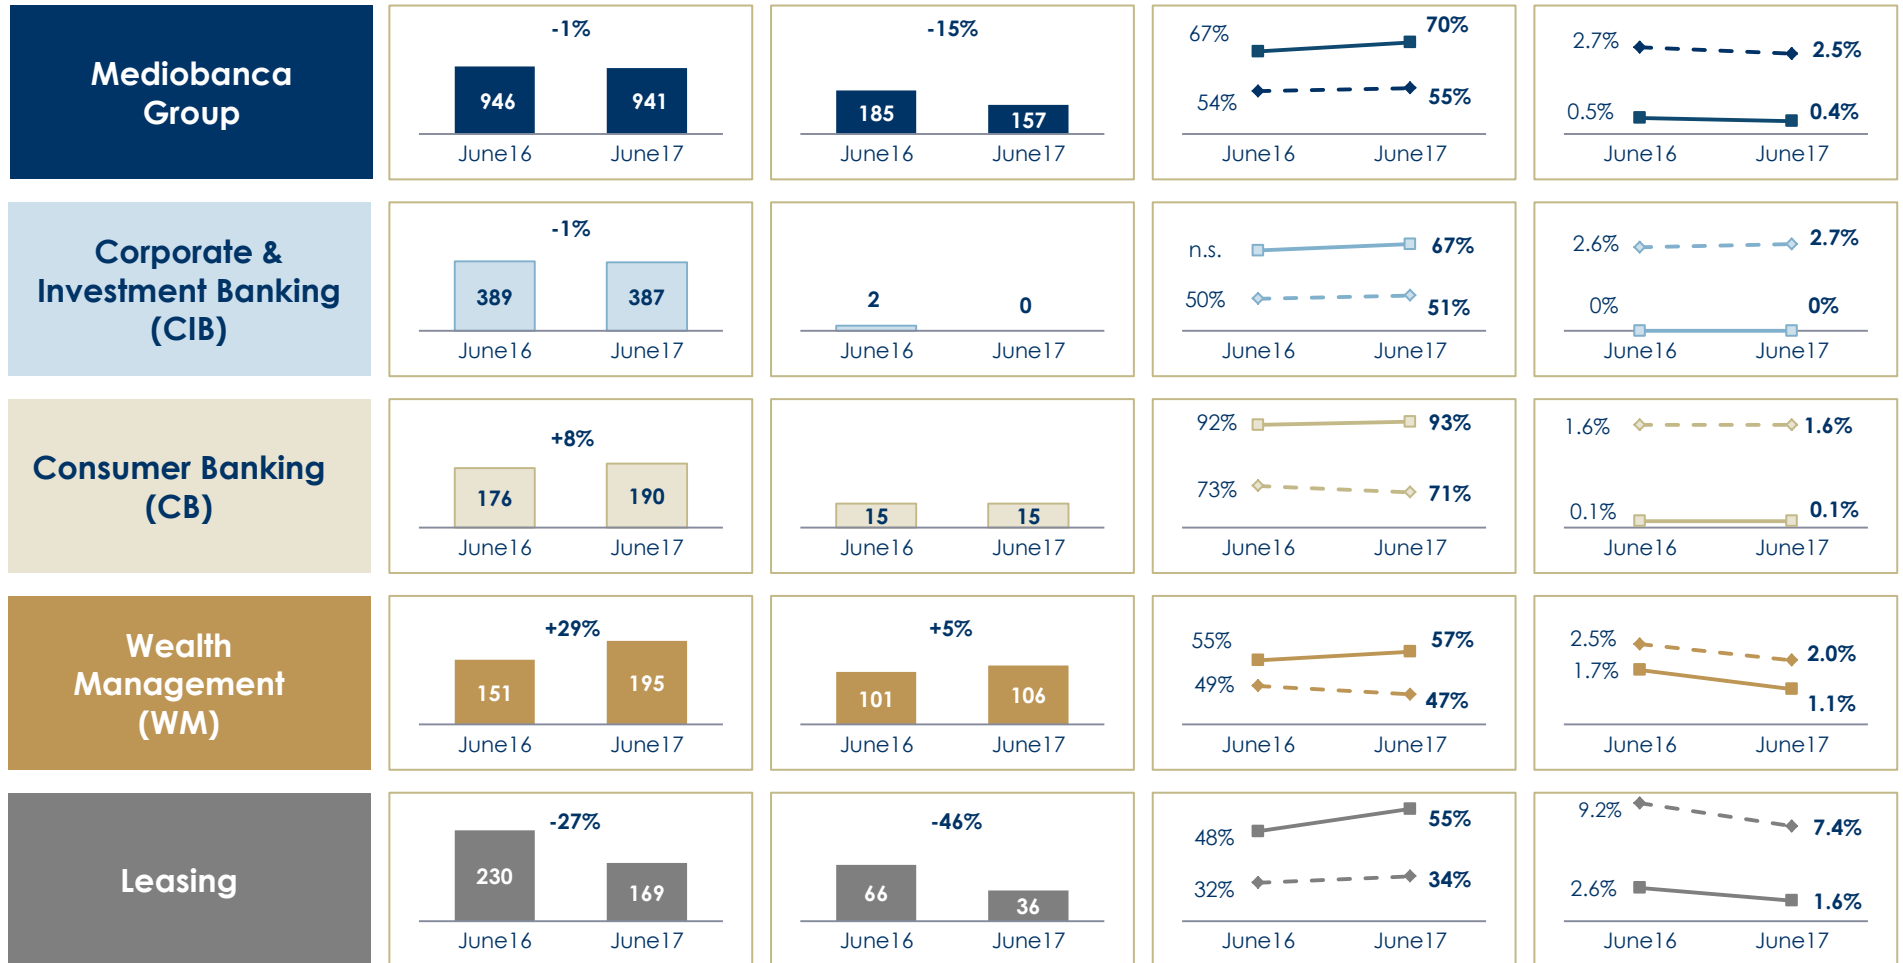 Mediobanca
Group
-1%
946
941
June16
June17
-15%
185
157
June16
June17
67%
70%
54%
55%
June16
June17
2.7%
2.5%
0.5%
0.4%
June16
June17
Corporate &
Investment Banking
(CIB)
-1%
389
387
June16
June17
2
0
June16
June17
n.s.
67%
50%
51%
June16
June17
2.6%
2.7%
0%
0%
June16
June17
Consumer Banking
(CB)
+8%
176
190
June16
June17
15
15
June16
June17
92%
93%
73%
71%
June16
June17
1.6%
1.6%
0.1%
0.1%
June16
June17
Wealth
Management
(WM)
+29%
151
195
June16
June17
+5%
101
106
June16
June17
55%
57%
49%
47%
June16
June17
2.5%
2.0%
1.7%
1.1%
June16
June17
Leasing
-27%
230
169
June16
June17
-46%
66
36
June16
June17
48%
55%
32%
34%
June16
June17
9.2%
7.4%
2.6%
1.6%
June16
June17